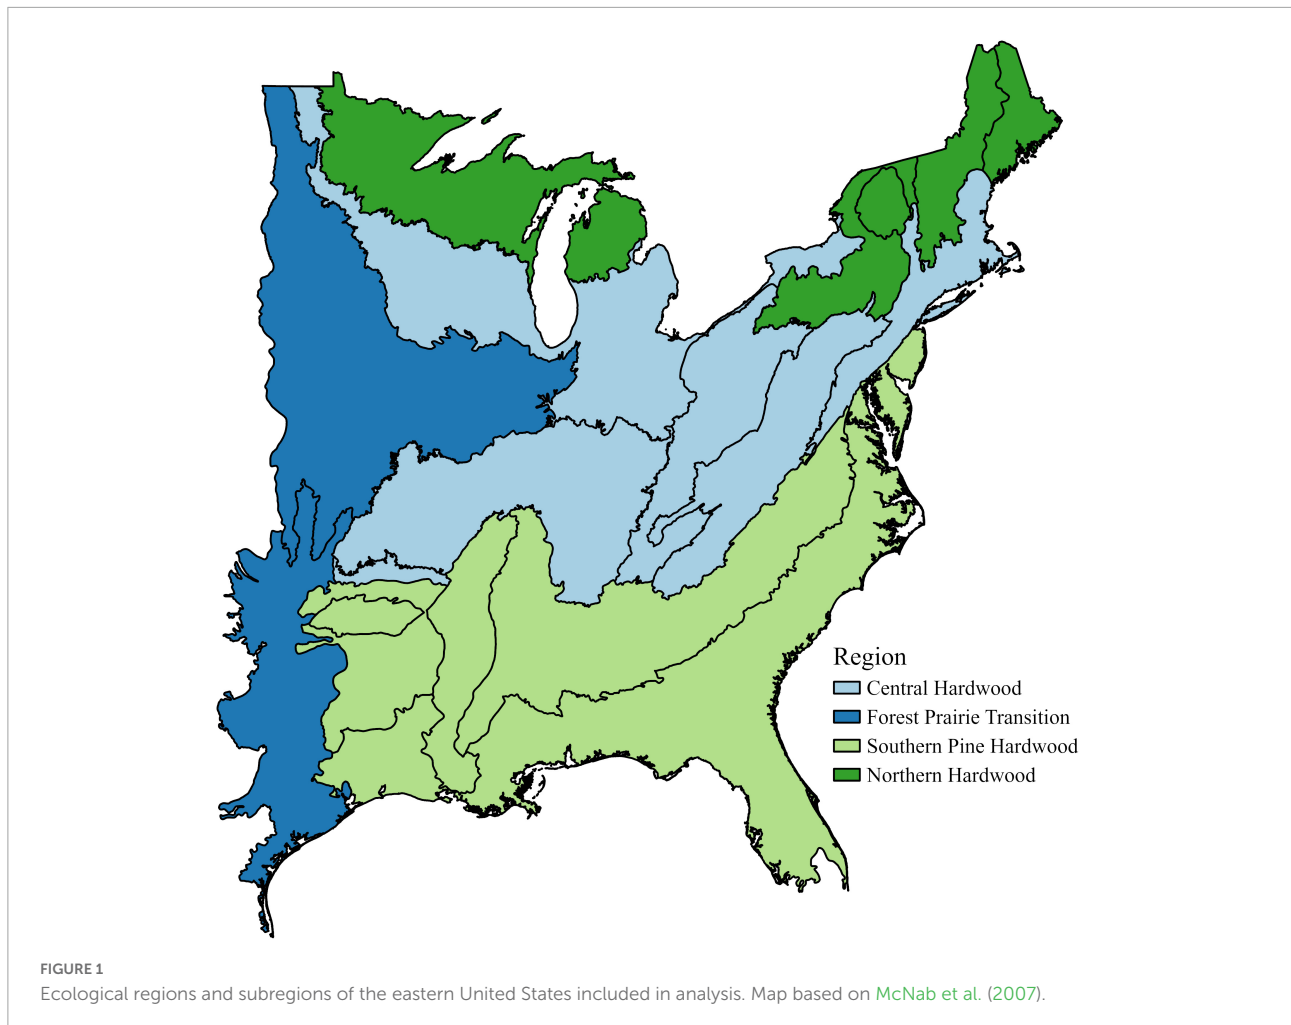 Region
Central Hardwood
Forest Prairie Transition
Southern Pine Hardwood
Northern Hardwood
FIGURE 1
Ecological regions and subregions of the eastern United States included in analysis. Map based on McNab et al. (2007).